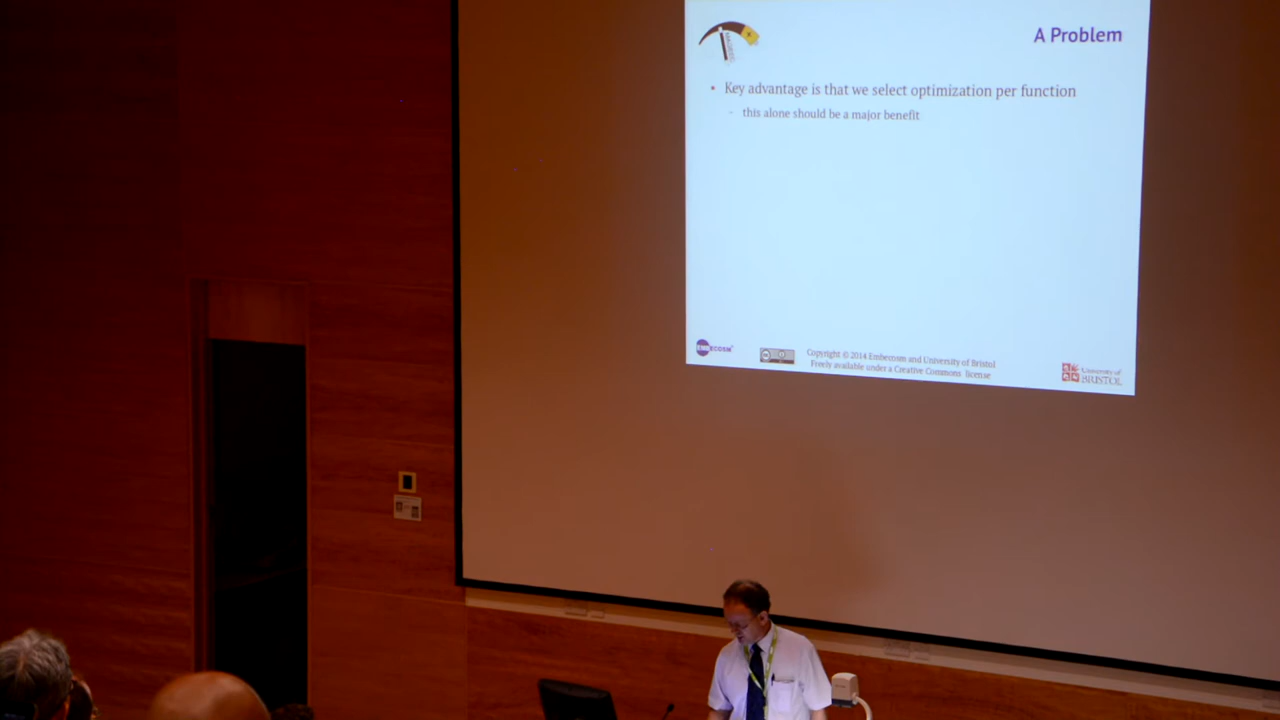 A Problem
• Key advantage is that we select optimization per function
- this alone should be a major benefit
EMBECOSM®
Copyright © 2014 Embecosm and University of Bristol
Freely available under a Creative Commons license
University of
BRISTOL